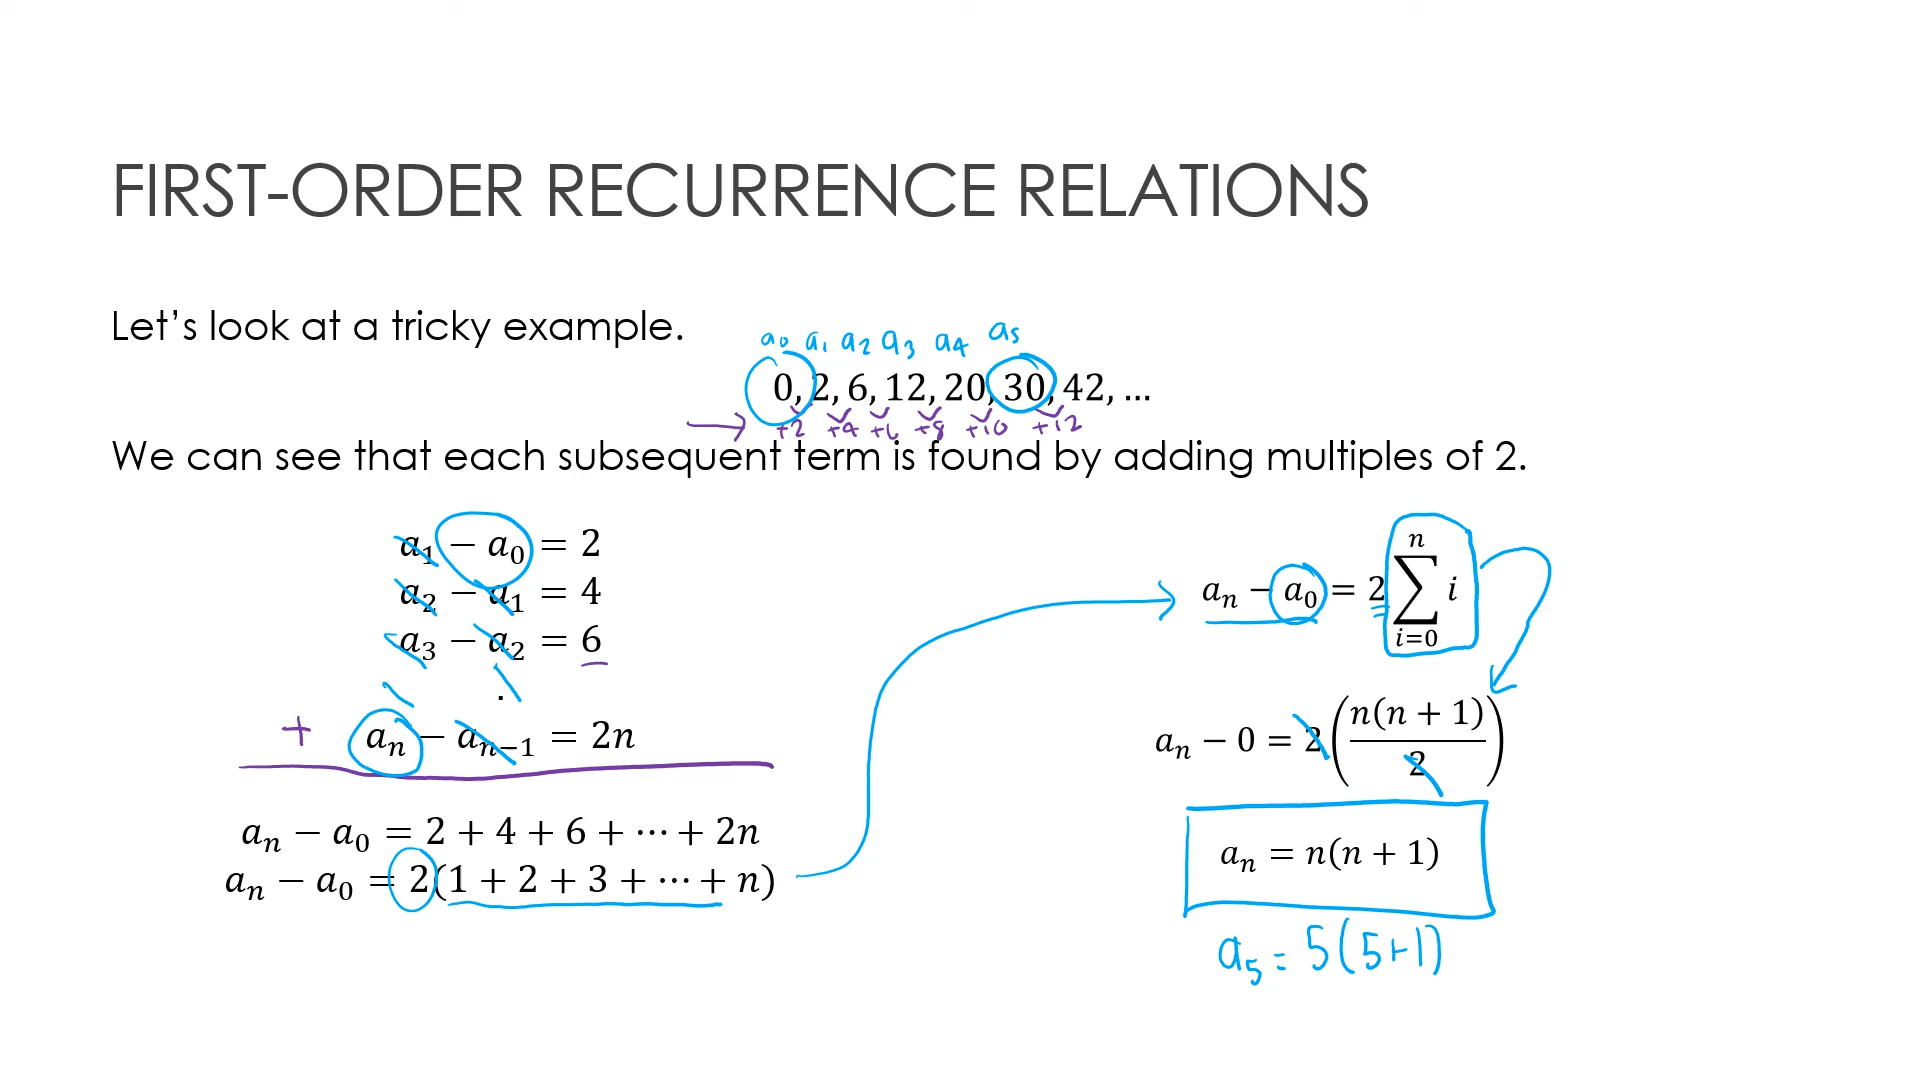 FIRST-ORDER RECURRENCE RELATIONS
Let's look at a tricky example.
a₀ a₁ a₂ a₃ a₄ a₅
0, 2, 6, 12, 20, 30, 42, ...
+2 +4 +6 +8 +10 +12
We can see that each subsequent term is found by adding multiples of 2.
a₁ − a₀ = 2
a₂ − a₁ = 4
a₃ − a₂ = 6
.
+ aₙ − aₙ₋₁ = 2n
aₙ − a₀ = 2 + 4 + 6 + ⋯ + 2n
aₙ − a₀ = 2(1 + 2 + 3 + ⋯ + n)
aₙ − a₀ = 2 ∑_{i=0}^{n} i
aₙ − 0 = 2 (n(n + 1)/2)
aₙ = n(n + 1)
a₅ = 5(5+1)